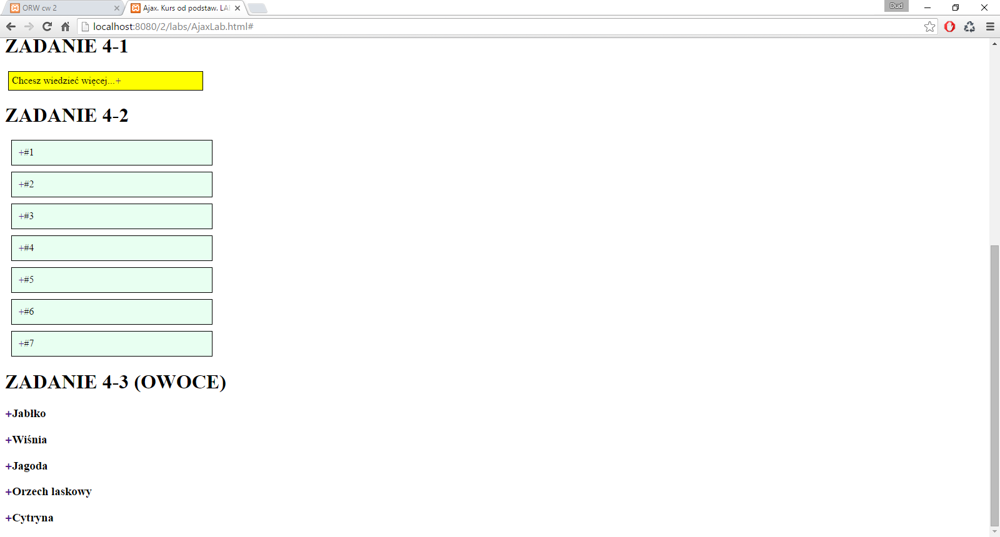 ORW cw 2
Ajax. Kurs od podstaw. LA
Dud
localhost:8080/2/labs/AjaxLab.html#
ZADANIE 4-1
Chcesz wiedzieć więcej...+
ZADANIE 4-2
+#1
+#2
+#3
+#4
+#5
+#6
+#7
ZADANIE 4-3 (OWOCE)
+Jabłko
+Wiśnia
+Jagoda
+Orzech laskowy
+Cytryna